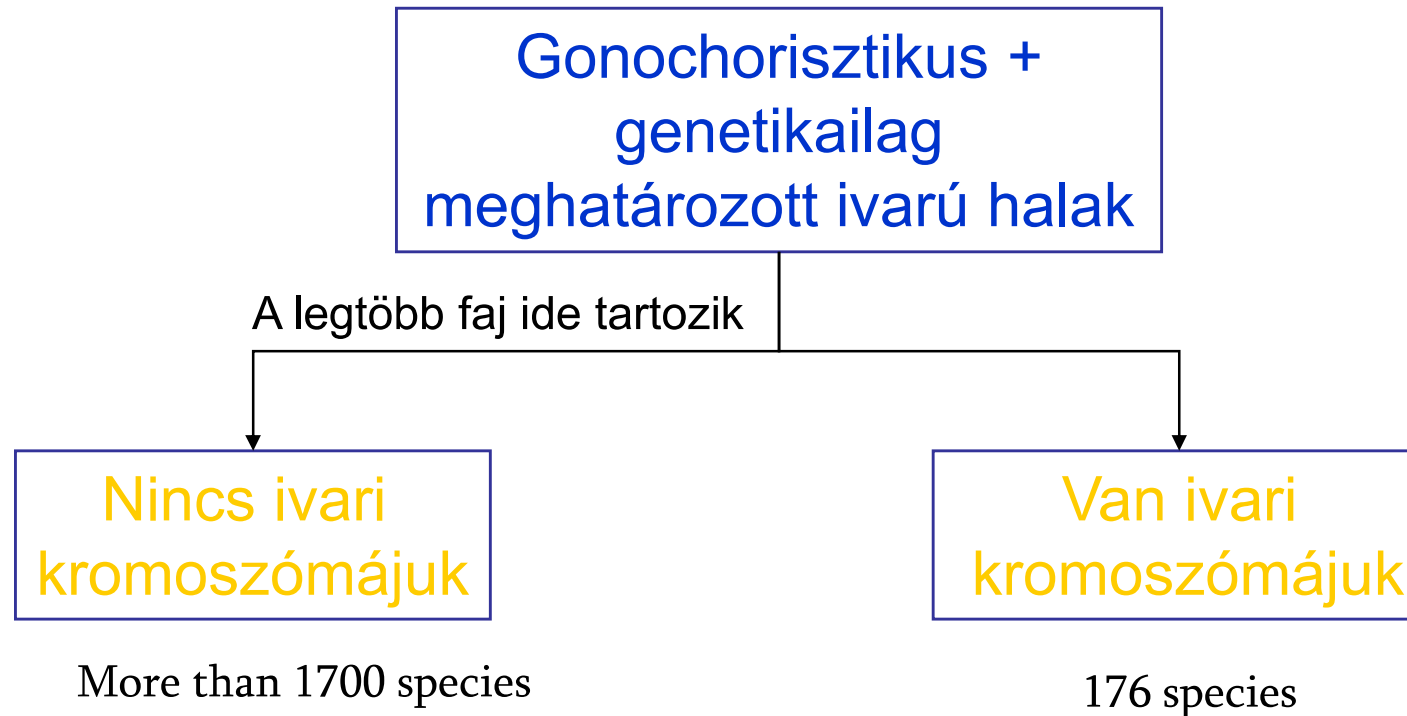 Gonochorisztikus +
genetikailag
meghatározott ivarú halak
A legtöbb faj ide tartozik
Nincs ivari
kromoszómájuk
Van ivari
kromoszómájuk
More than 1700 species
176 species